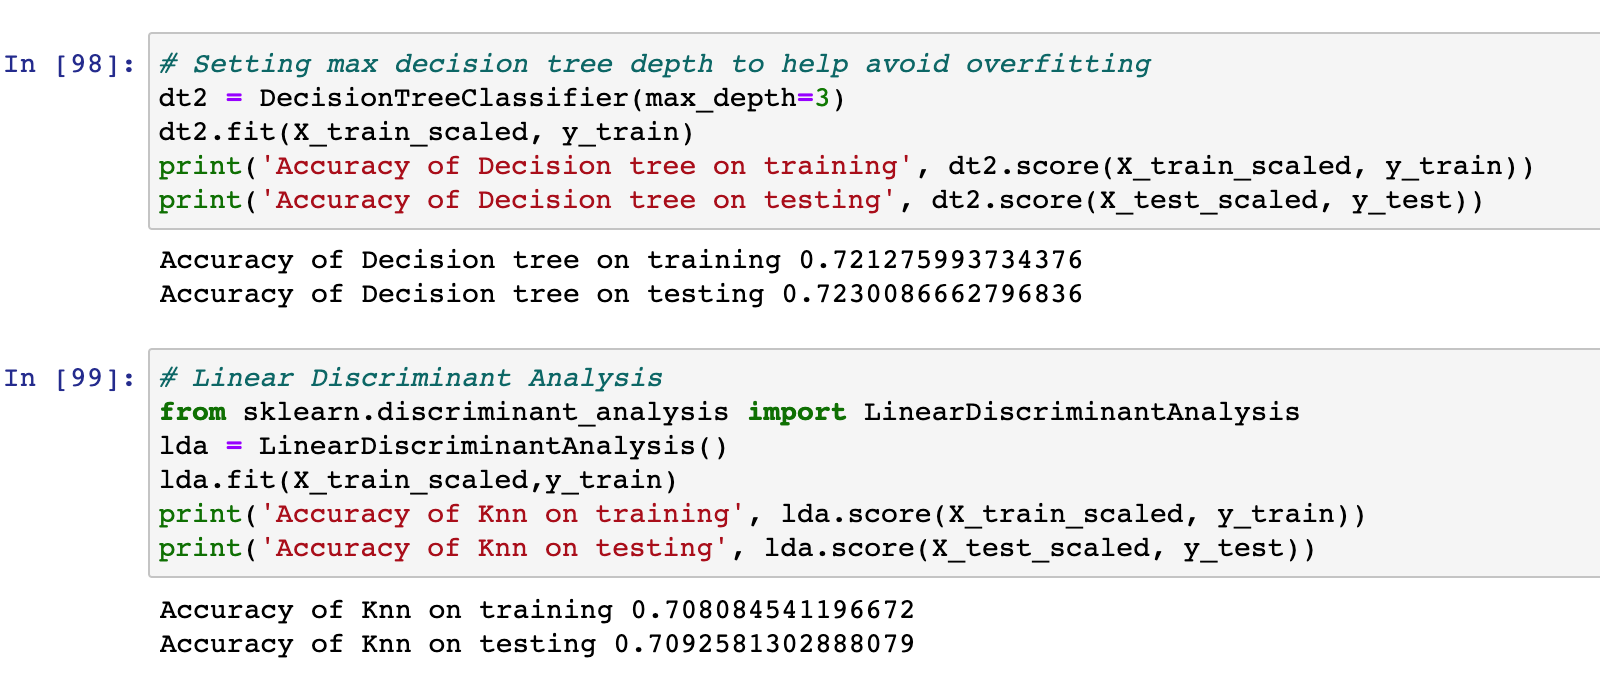 In [98]:
# Setting max decision tree depth to help avoid overfitting
dt2 = DecisionTreeClassifier(max_depth=3)
dt2.fit(X_train_scaled, y_train)
print('Accuracy of Decision tree on training', dt2.score(X_train_scaled, y_train))
print('Accuracy of Decision tree on testing', dt2.score(X_test_scaled, y_test))
Accuracy of Decision tree on training 0.721275993734376
Accuracy of Decision tree on testing 0.7230086662796836
In [99]:
# Linear Discriminant Analysis
from sklearn.discriminant_analysis import LinearDiscriminantAnalysis
lda = LinearDiscriminantAnalysis()
lda.fit(X_train_scaled,y_train)
print('Accuracy of Knn on training', lda.score(X_train_scaled, y_train))
print('Accuracy of Knn on testing', lda.score(X_test_scaled, y_test))
Accuracy of Knn on training 0.708084541196672
Accuracy of Knn on testing 0.7092581302888079